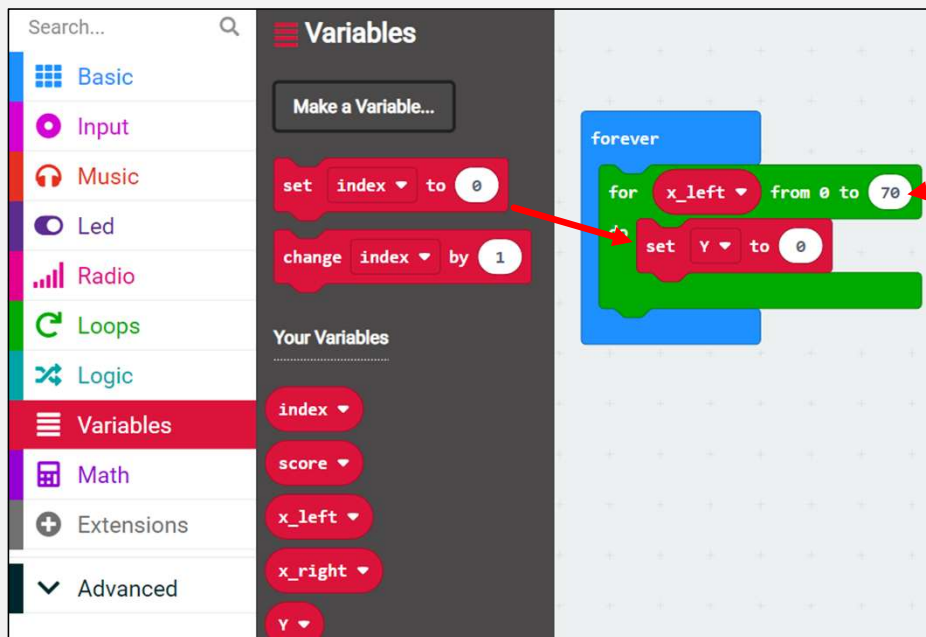 Search...
Basic
Input
Music
Led
Radio
Loops
Logic
Variables
Math
Extensions
Advanced
Variables
Make a Variable...
set index to 0
change index by 1
Your Variables
index
score
x_left
x_right
Y
forever
for x_left from 0 to 70
do
set Y to 0